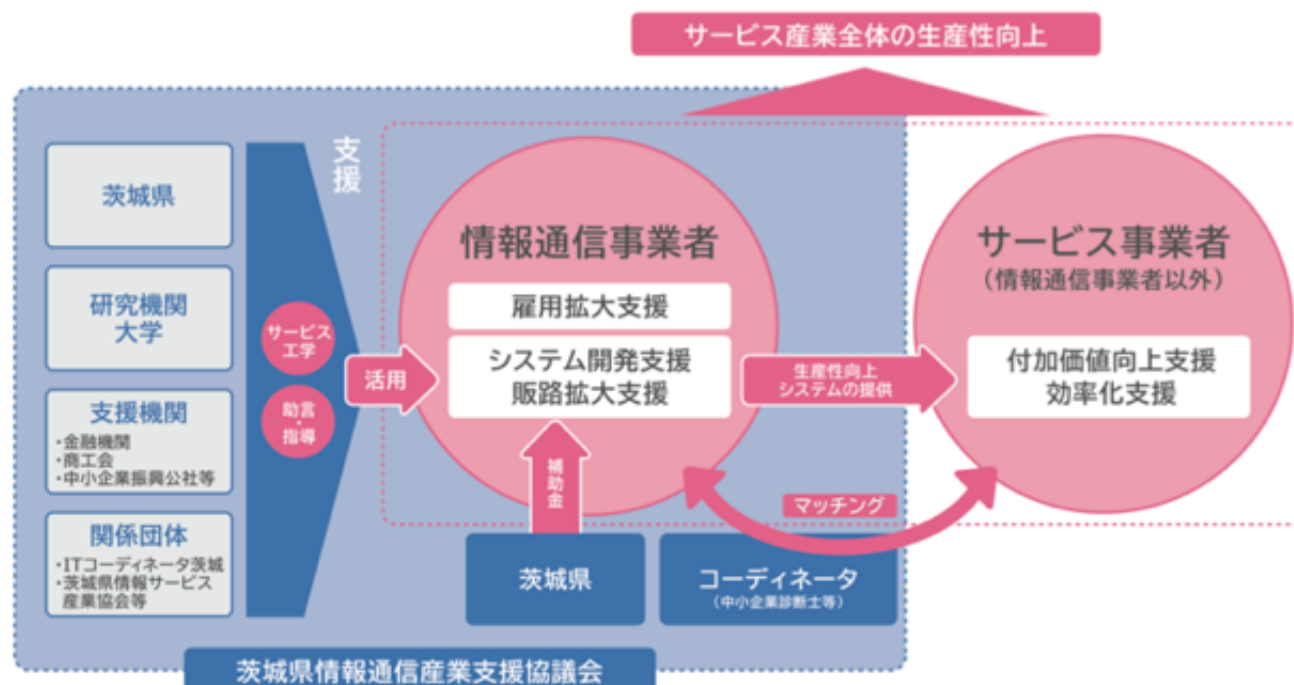 サービス産業全体の生産性向上
支援
茨城県
研究機関
大学
支援機関
・金融機関
・商工会
・中小企業振興公社等
関係団体
・ITコーディネータ茨城
・茨城県情報サービス
産業協会等
サービス
工学
助言
・
指導
活用
情報通信事業者
雇用拡大支援
システム開発支援
販路拡大支援
生産性向上
システムの提供
サービス事業者
(情報通信事業者以外)
付加価値向上支援
効率化支援
補助金
マッチング
茨城県
コーディネータ
(中小企業診断士等)
茨城県情報通信産業支援協議会